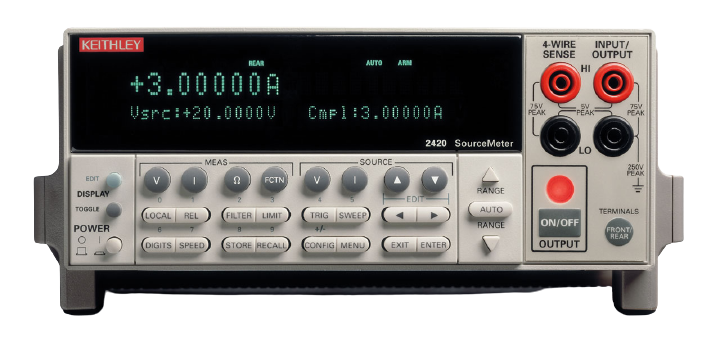 KEITHLEY
REAR AUTO ARM
+3.00000A
Vsrc:+20.0000V Cmpl:3.00000A
2420 SourceMeter
4-WIRE SENSE
INPUT/ OUTPUT
HI
75V PEAK
5V PEAK
75V PEAK
LO
250V PEAK
MEAS
SOURCE
EDIT
DISPLAY
TOGGLE
POWER
V I Ω FCTN V I
0 1 2 3 4 5
EDIT
LOCAL REL FILTER LIMIT TRIG SWEEP
6 7 8 9 +/-
DIGITS SPEED STORE RECALL CONFIG MENU EXIT ENTER
RANGE
AUTO
RANGE
ON/OFF
OUTPUT
TERMINALS
FRONT/ REAR